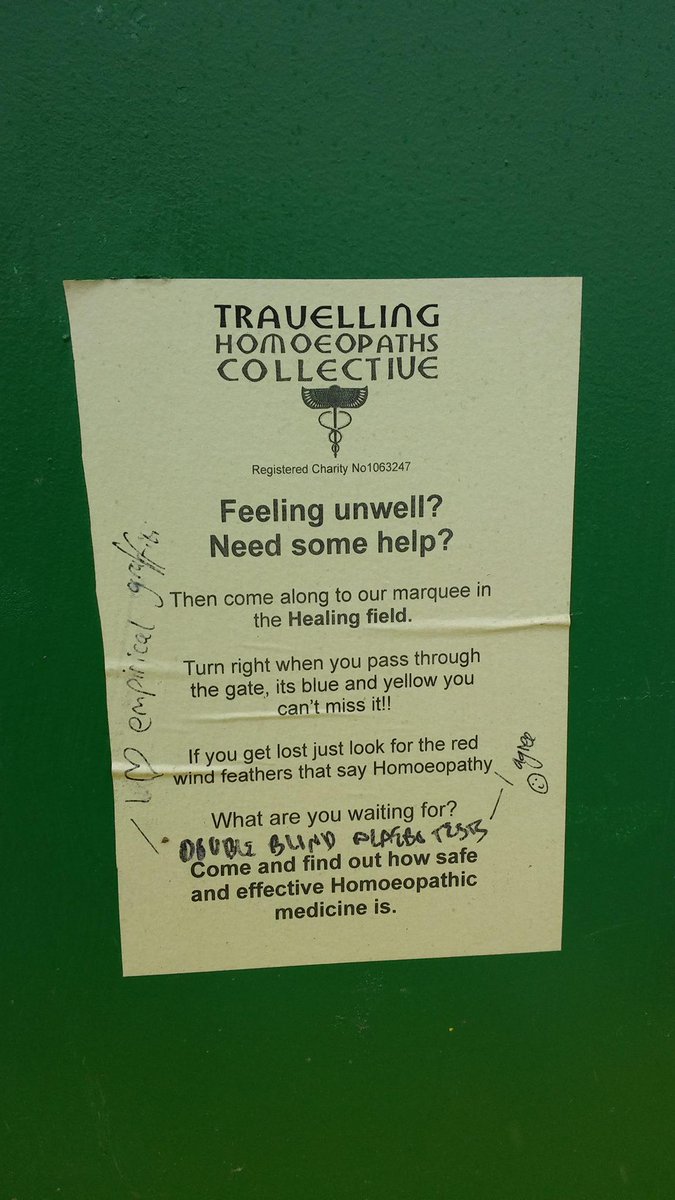 TRAVELLING
HOMOEOPATHS
COLLECTIVE
Registered Charity No1063247
Feeling unwell?
Need some help?
Then come along to our marquee in
the Healing field.
Turn right when you pass through
the gate, its blue and yellow you
can't miss it!!
If you get lost just look for the red
wind feathers that say Homoeopathy
What are you waiting for?
DOUBLE BLIND PLACEBO TESTS
Come and find out how safe
and effective Homoeopathic
medicine is.
I ♡ empirical graffiti
I agree ☺